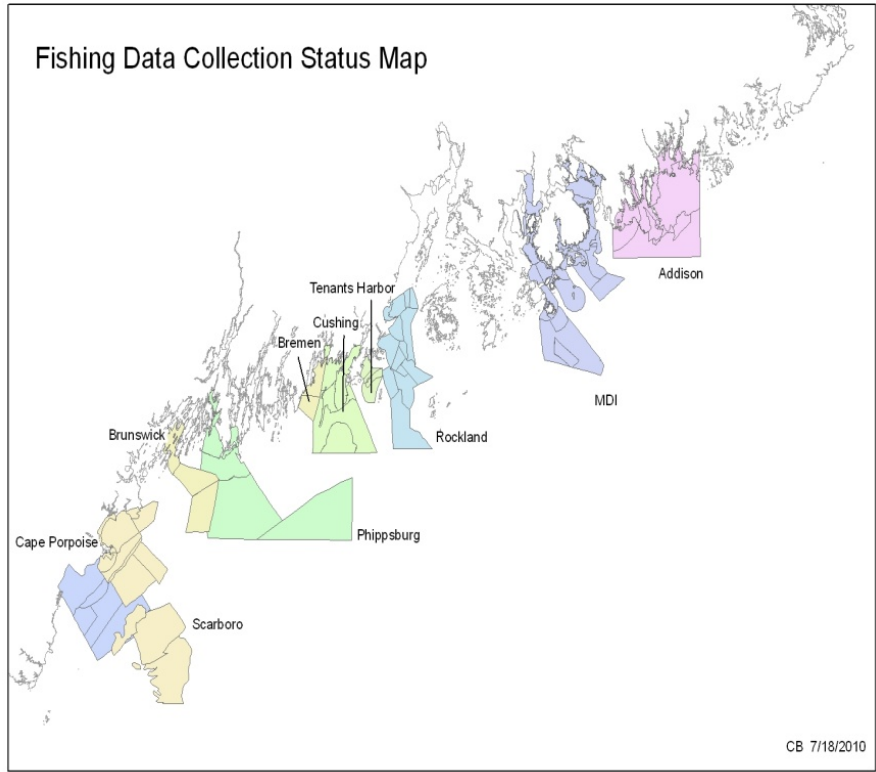 Fishing Data Collection Status Map
Addison
Tenants Harbor
Cushing
Bremen
MDI
Brunswick
Rockland
Phippsburg
Cape Porpoise
Scarboro
CB 7/18/2010